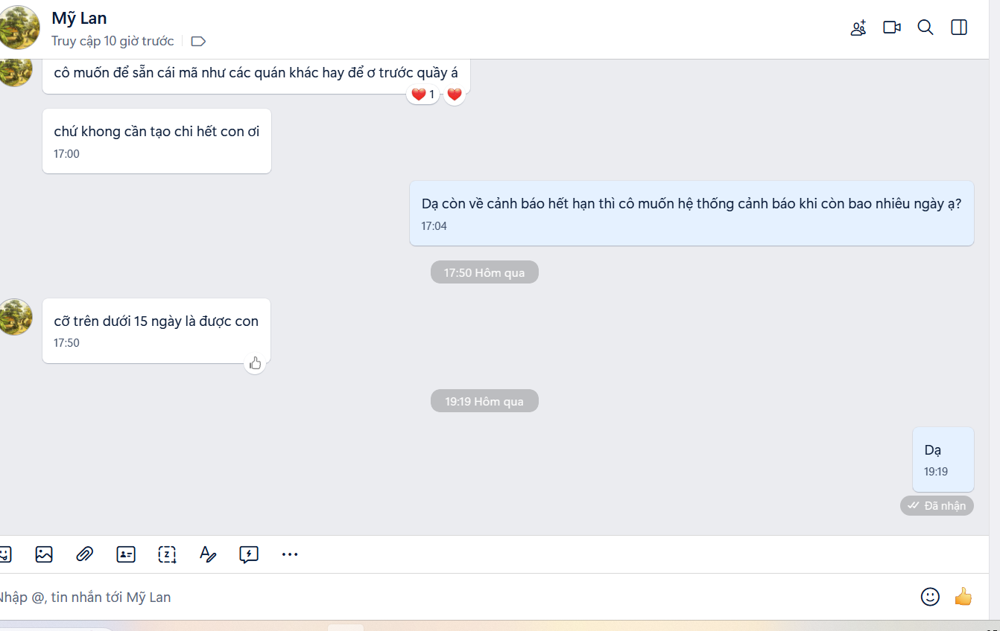 Mỹ Lan
Truy cập 10 giờ trước
cô muốn để sẵn cái mã như các quán khác hay để ơ trước quầy á
1
chứ khong cần tạo chi hết con ơi
17:00
Dạ còn về cảnh báo hết hạn thì cô muốn hệ thống cảnh báo khi còn bao nhiêu ngày ạ?
17:04
17:50 Hôm qua
cỡ trên dưới 15 ngày là được con
17:50
19:19 Hôm qua
Dạ
19:19
Đã nhận
Nhập @, tin nhắn tới Mỹ Lan